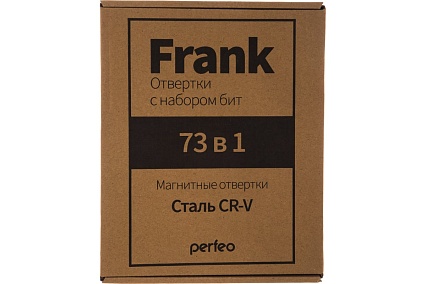 Frank
Отвертки
с набором бит
73 в 1
Магнитные отвертки
Сталь CR-V
perfeo